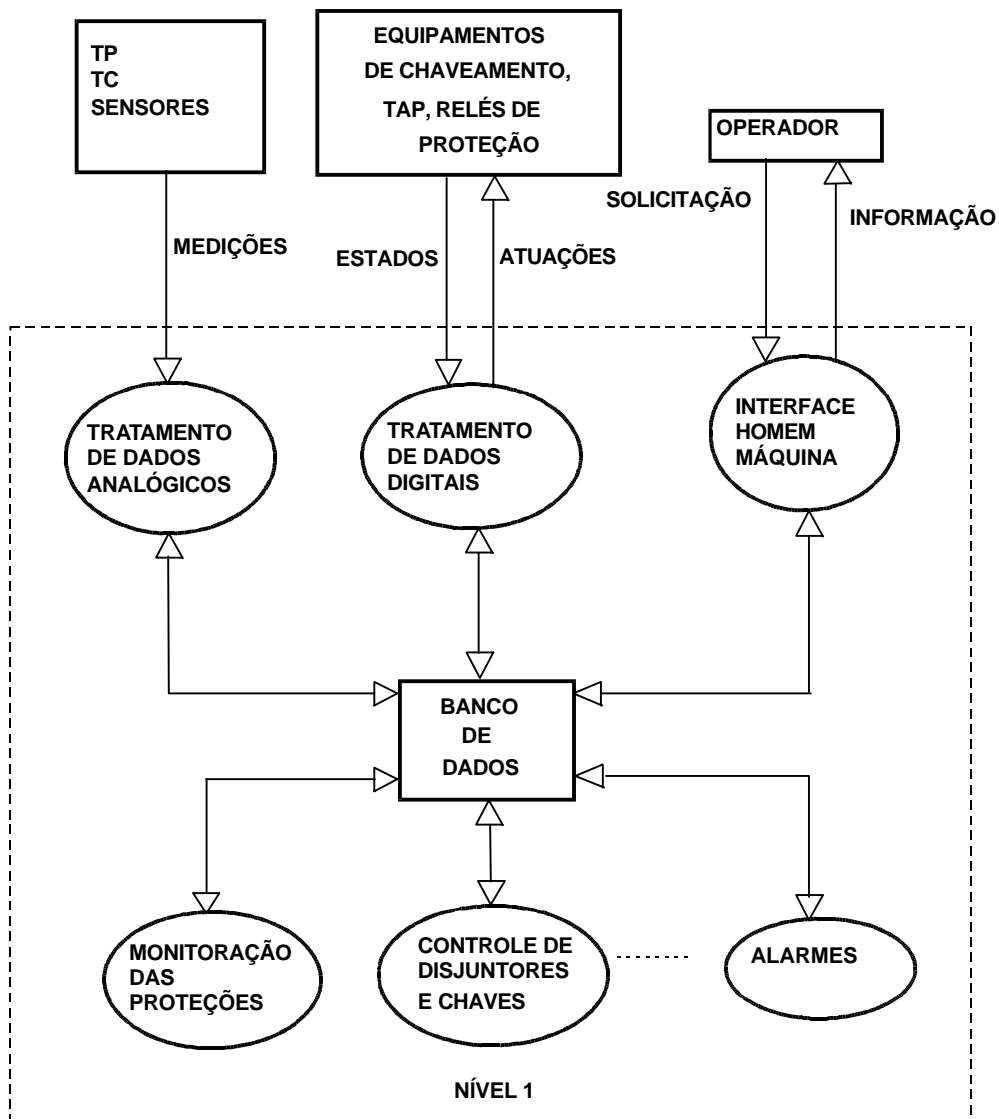 TP
TC
SENSORES
EQUIPAMENTOS
DE CHAVEAMENTO,
TAP, RELÉS DE
PROTEÇÃO
OPERADOR
SOLICITAÇÃO
INFORMAÇÃO
MEDIÇÕES
ESTADOS
ATUAÇÕES
TRATAMENTO
DE DADOS
ANALÓGICOS
TRATAMENTO
DE DADOS
DIGITAIS
INTERFACE
HOMEM
MÁQUINA
BANCO
DE
DADOS
MONITORAÇÃO
DAS
PROTEÇÕES
CONTROLE DE
DISJUNTORES
E CHAVES
ALARMES
NÍVEL 1